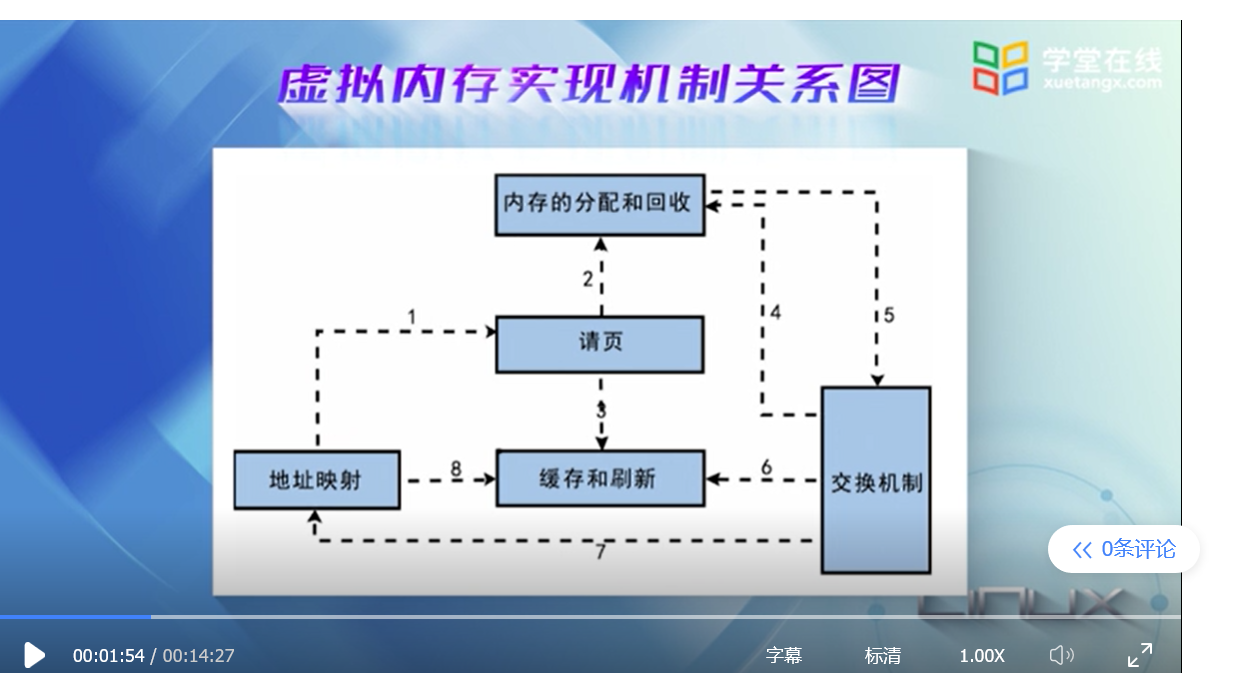 虚拟内存实现机制关系图
学堂在线
xuetangx.com
内存的分配和回收
2
4
5
1
请页
3
地址映射
8
缓存和刷新
6
交换机制
7
0条评论
LINUX
00:01:54 / 00:14:27
字幕
标清
1.00X